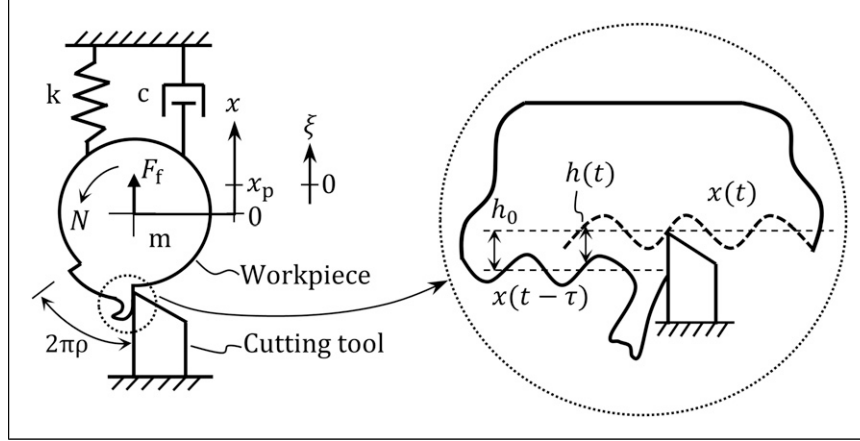 k
c
x
ξ
F_f
x_p
0
N
0
m
Workpiece
2πρ
Cutting tool
h(t)
x(t)
h_0
x(t − τ)